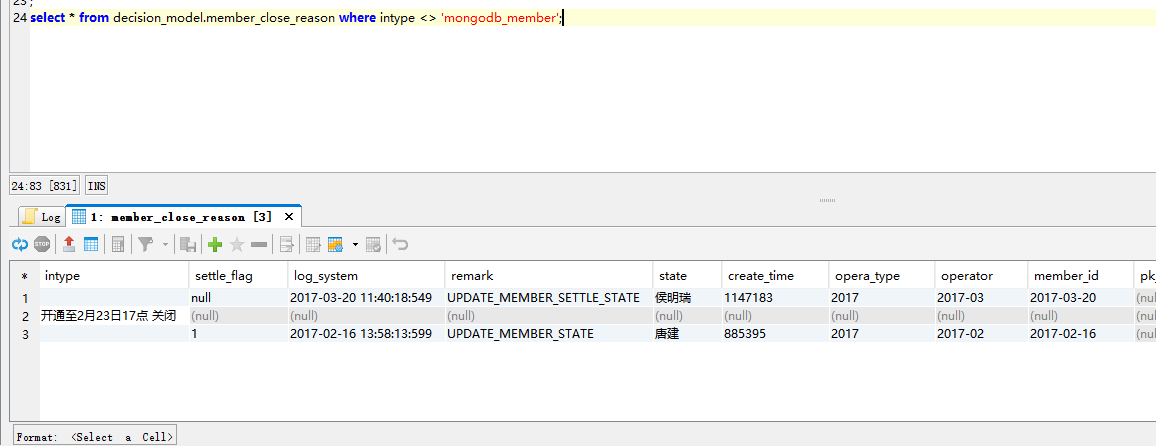 23 ;
24 select * from decision_model.member_close_reason where intype <> 'mongodb_member';
24:83 [831] INS
Log 1: member_close_reason [3] ×
STOP
* intype settle_flag log_system remark state create_time opera_type operator member_id pk_
1 null 2017-03-20 11:40:18:549 UPDATE_MEMBER_SETTLE_STATE 侯明瑞 1147183 2017 2017-03 2017-03-20 (nu
2 开通至2月23日17点 关闭 (null) (null) (null) (null) (null) (null) (null) (null) (nu
3 1 2017-02-16 13:58:13:599 UPDATE_MEMBER_STATE 唐建 885395 2017 2017-02 2017-02-16 (nu
Format: <Select a Cell>